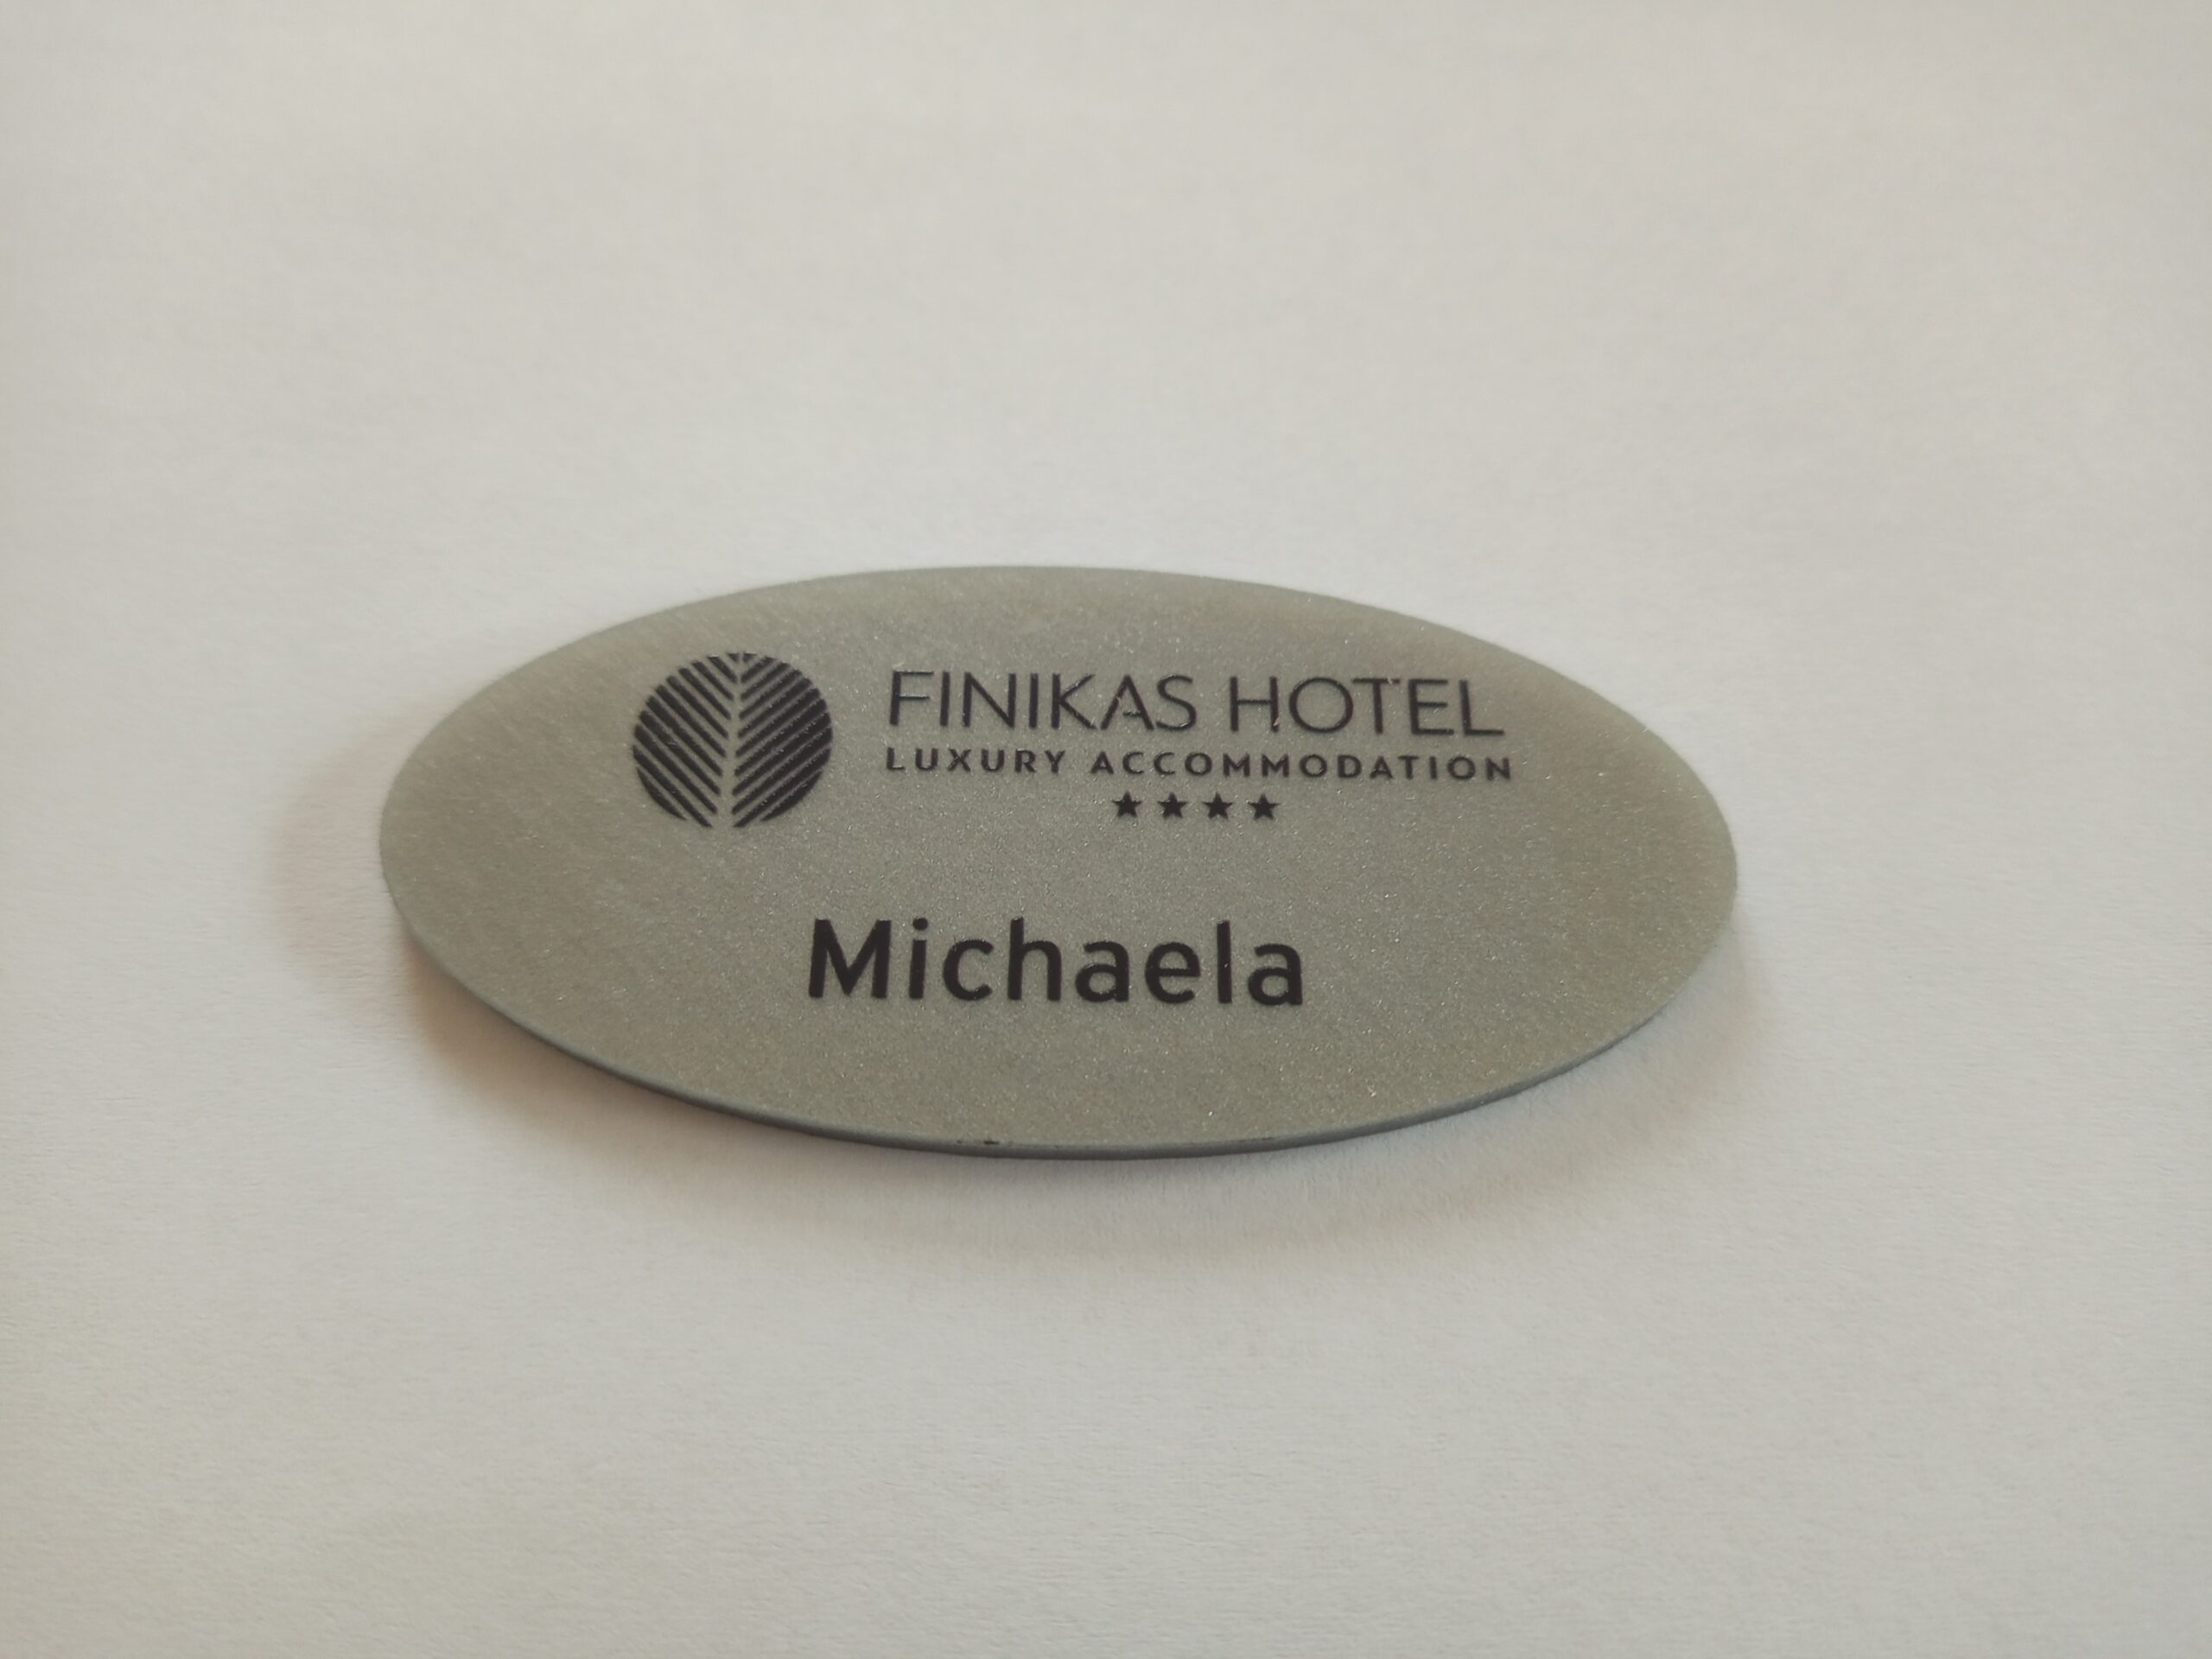 FINIKAS HOTEL
LUXURY ACCOMMODATION
★★★★
Michaela